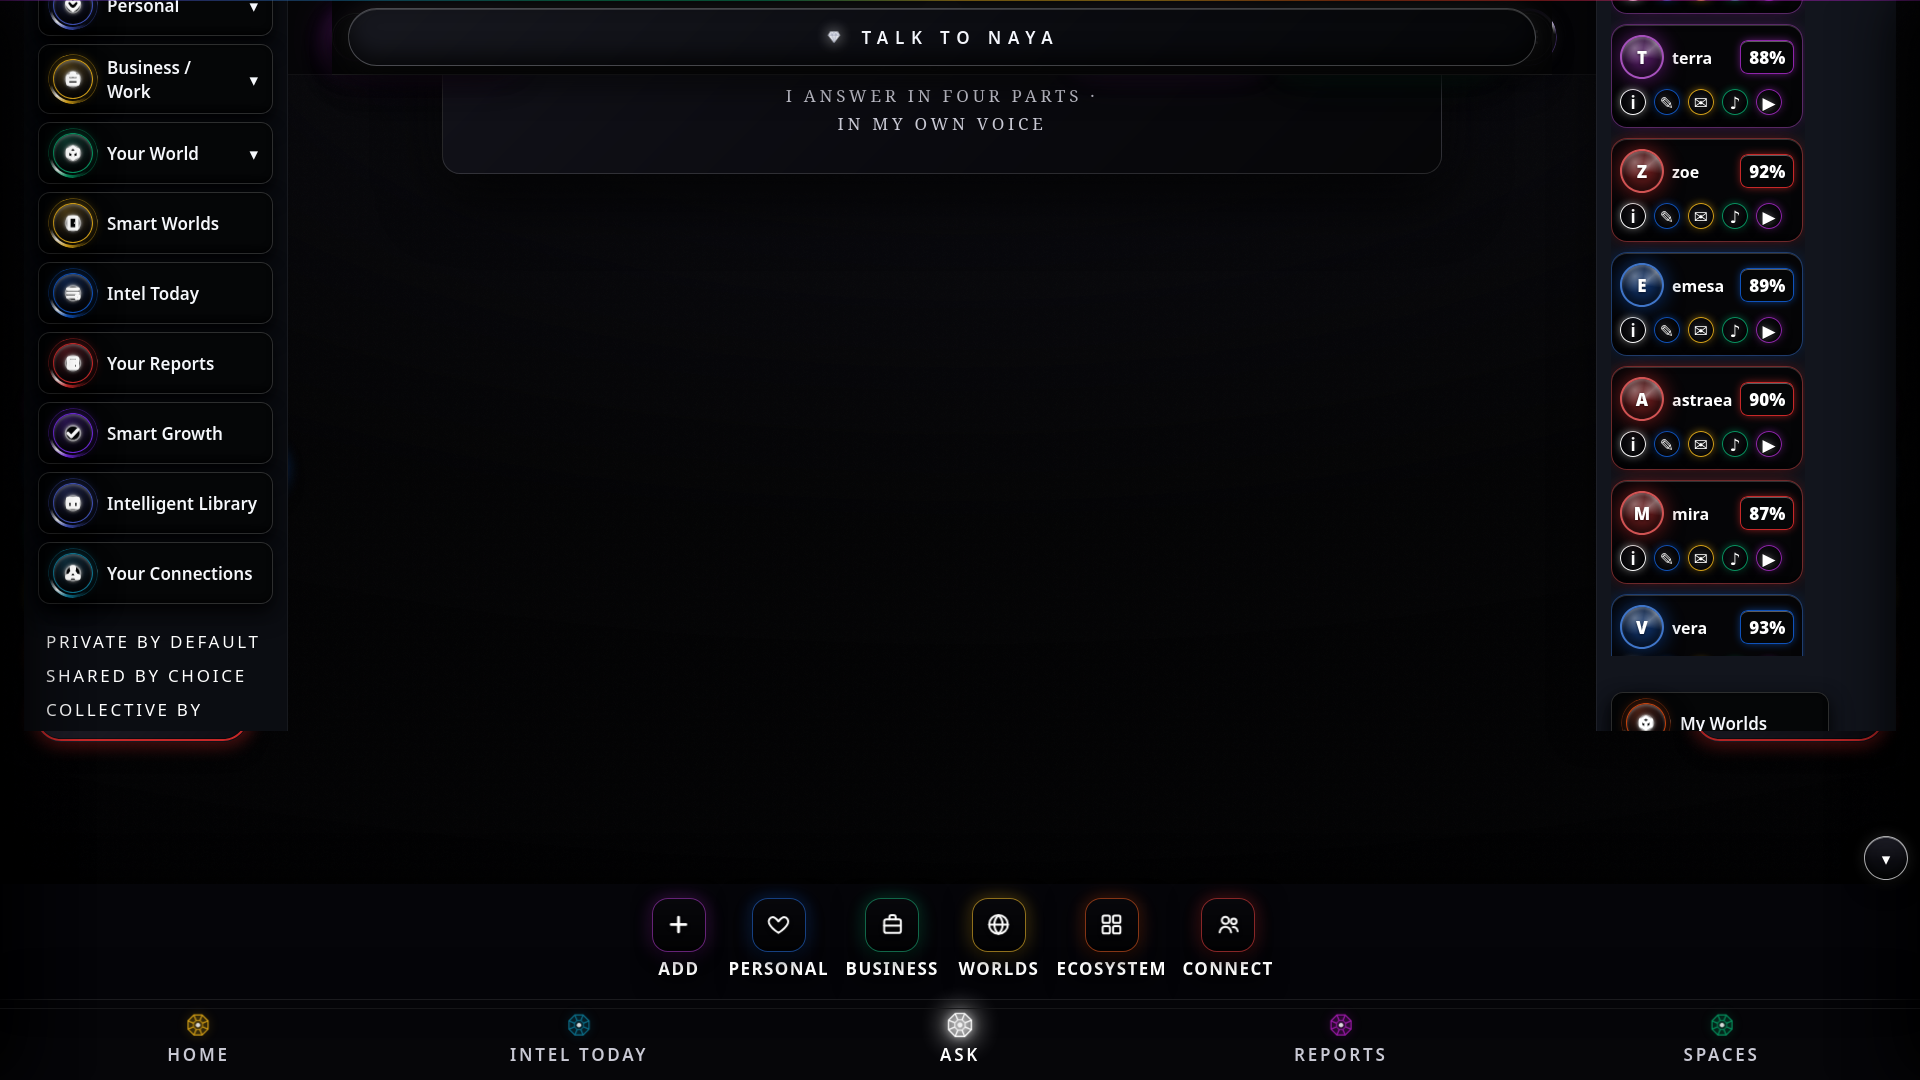 Personal ▼
Business /
Work ▼
Your World ▼
Smart Worlds
Intel Today
Your Reports
Smart Growth
Intelligent Library
Your Connections
PRIVATE BY DEFAULT
SHARED BY CHOICE
COLLECTIVE BY
TALK TO NAYA
I ANSWER IN FOUR PARTS ·
IN MY OWN VOICE
T terra 88%
i ✎ ✉ ♪ ▶
Z zoe 92%
i ✎ ✉ ♪ ▶
E emesa 89%
i ✎ ✉ ♪ ▶
A astraea 90%
i ✎ ✉ ♪ ▶
M mira 87%
i ✎ ✉ ♪ ▶
V vera 93%
My Worlds
▼
ADD PERSONAL BUSINESS WORLDS ECOSYSTEM CONNECT
HOME INTEL TODAY ASK REPORTS SPACES